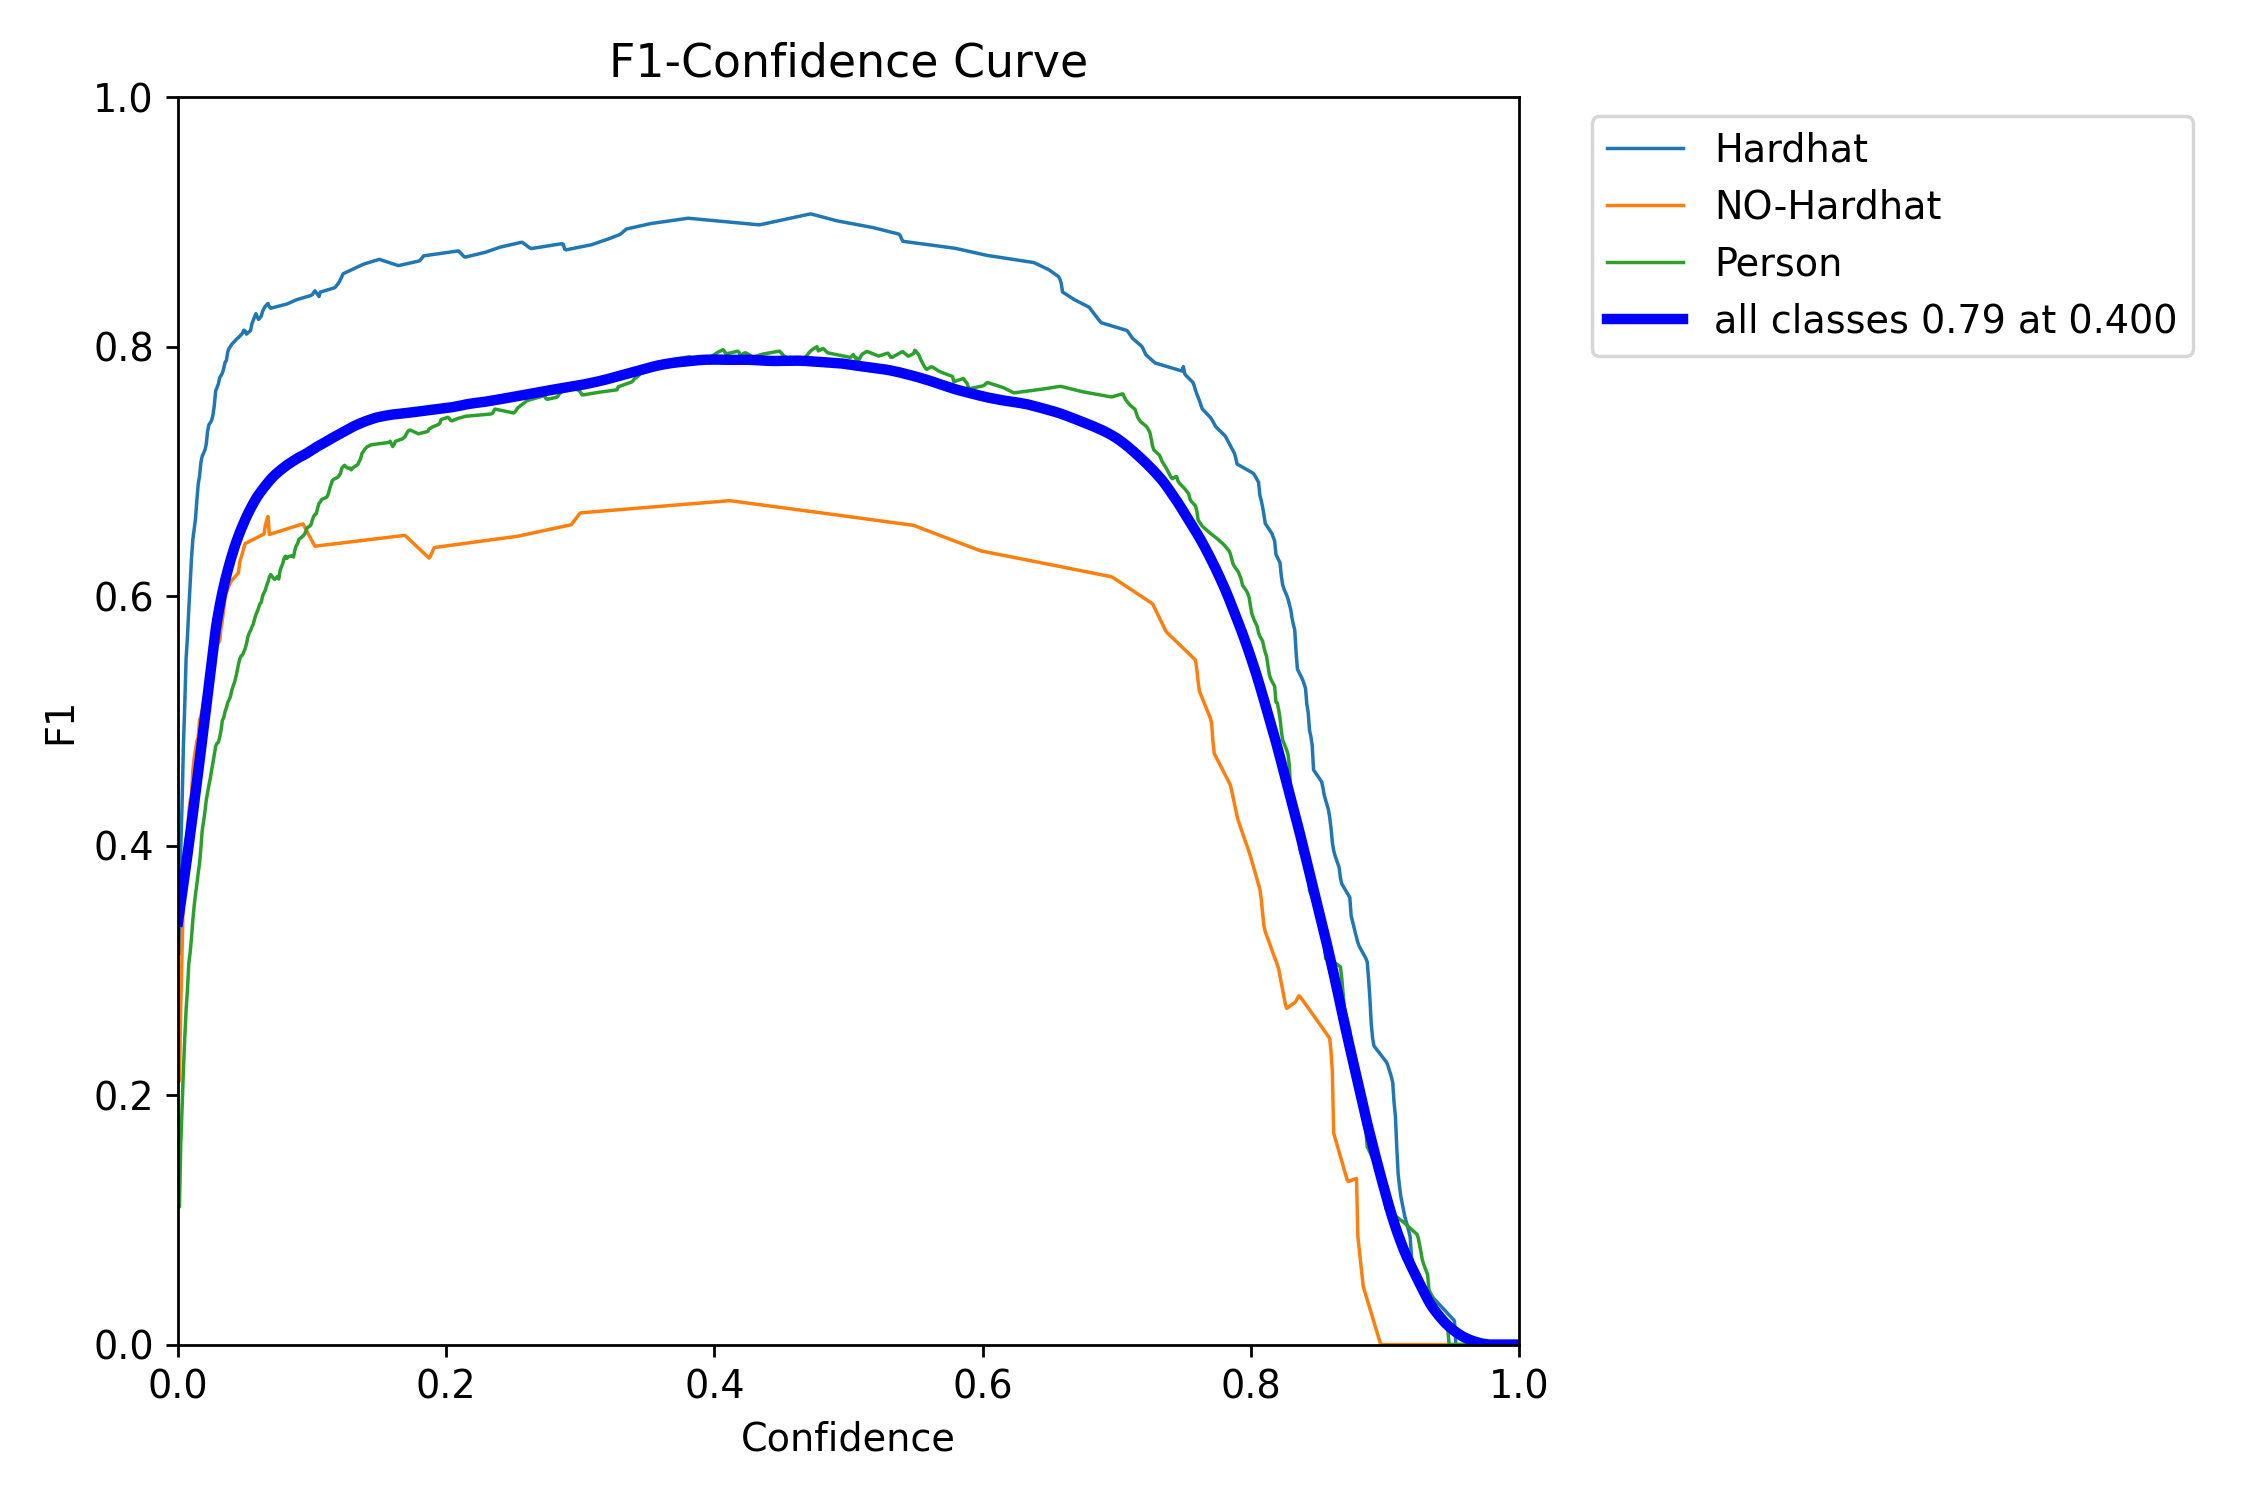 F1-Confidence Curve
1.0
0.8
0.6
0.4
0.2
0.0
F1
0.0 0.2 0.4 0.6 0.8 1.0
Confidence
Hardhat
NO-Hardhat
Person
all classes 0.79 at 0.400